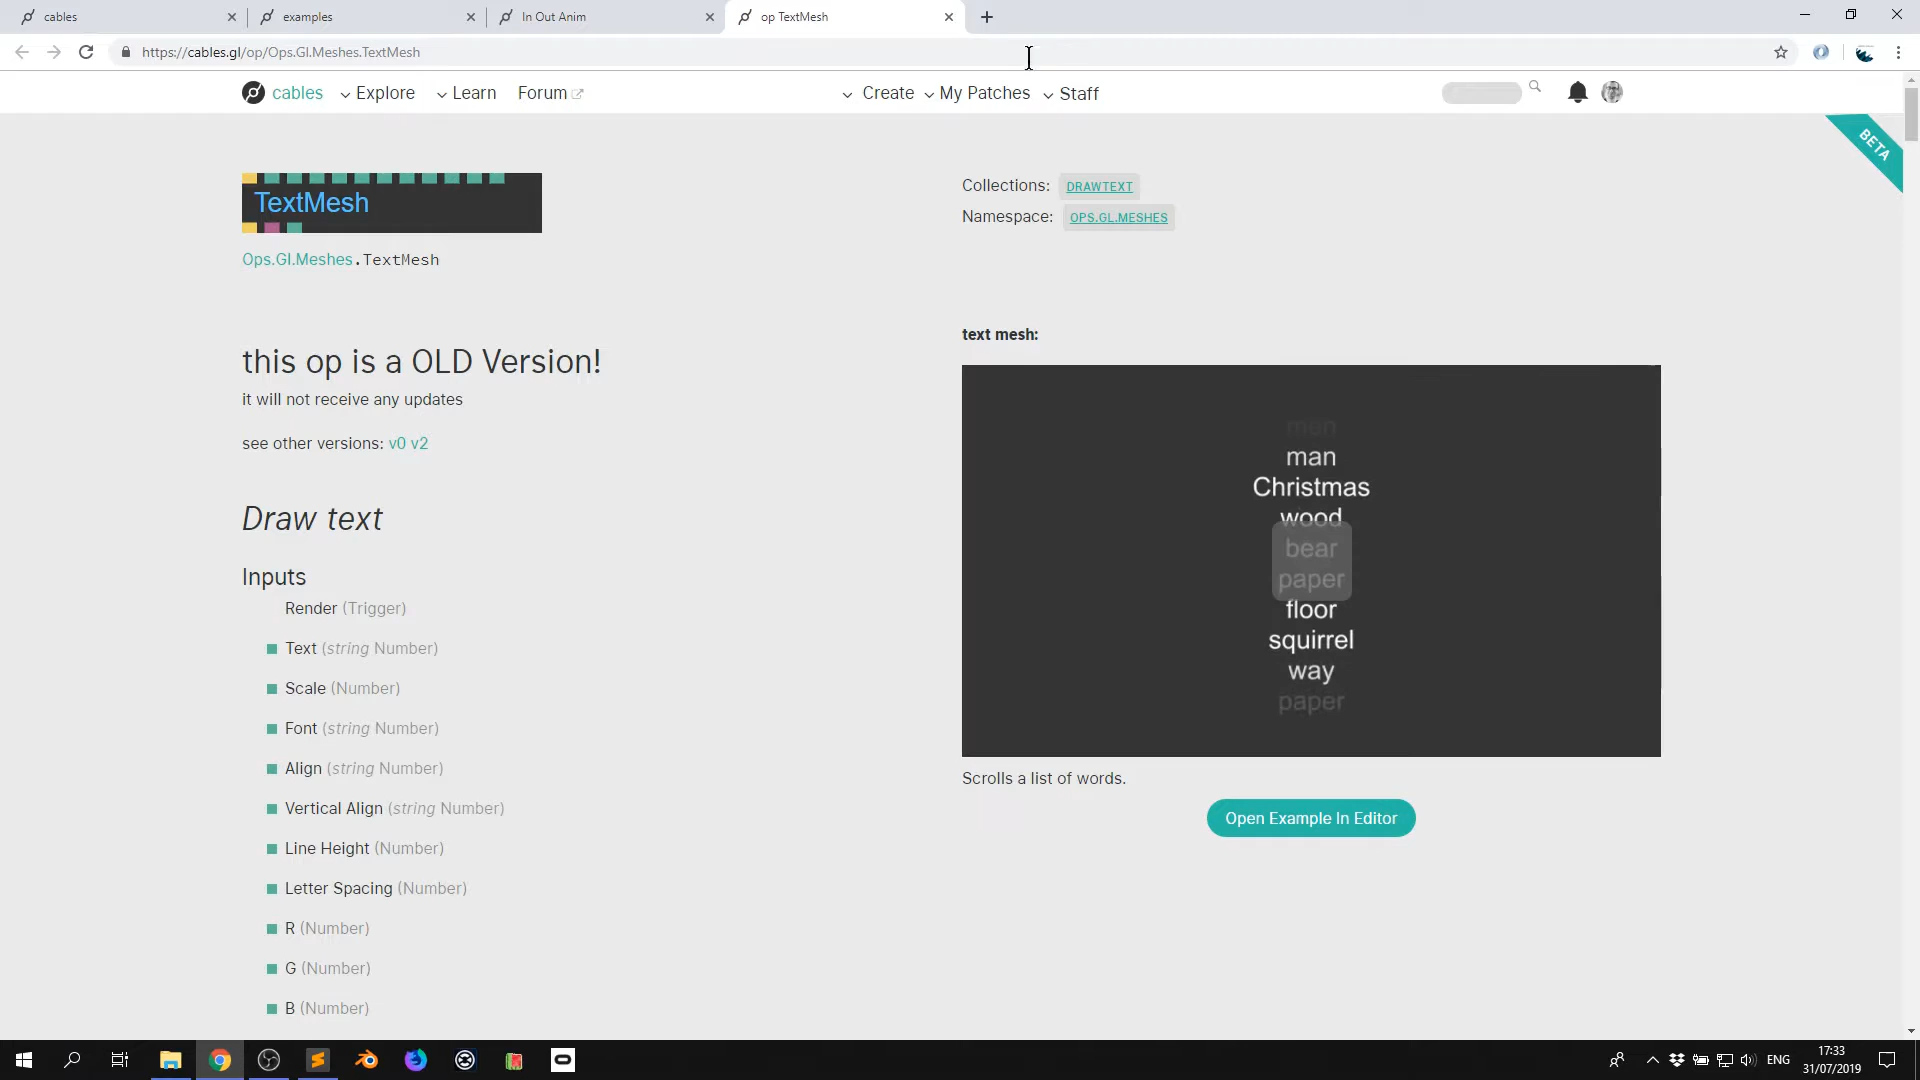 cables
examples
In Out Anim
op TextMesh
https://cables.gl/op/Ops.Gl.Meshes.TextMesh
cables Explore Learn Forum Create My Patches Staff
BETA
TextMesh
Ops.Gl.Meshes.TextMesh
Collections: DRAWTEXT
Namespace: OPS.GL.MESHES
this op is a OLD Version!
it will not receive any updates
see other versions: v0 v2
Draw text
Inputs
Render (Trigger)
Text (string Number)
Scale (Number)
Font (string Number)
Align (string Number)
Vertical Align (string Number)
Line Height (Number)
Letter Spacing (Number)
R (Number)
G (Number)
B (Number)
text mesh:
man
man
Christmas
wood
bear
paper
floor
squirrel
way
paper
Scrolls a list of words.
Open Example In Editor
ENG
17:33
31/07/2019